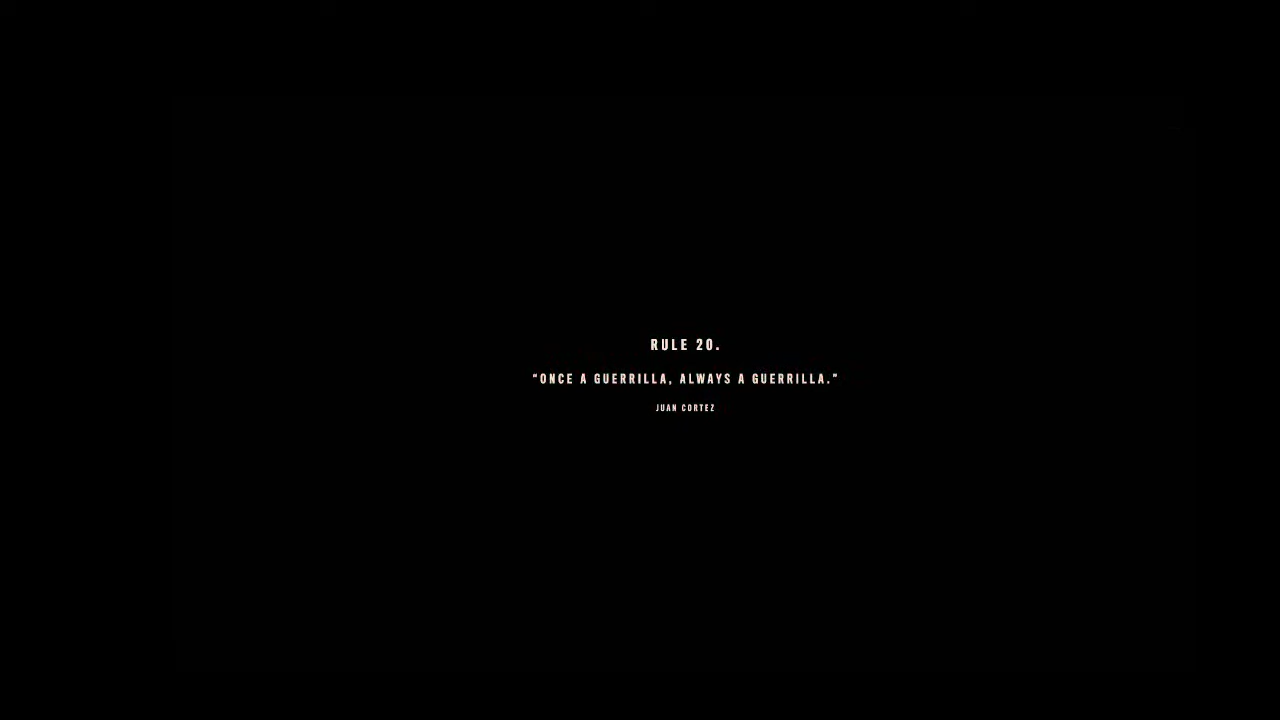 RULE 20.
“ONCE A GUERRILLA, ALWAYS A GUERRILLA.”
JUAN CORTEZ